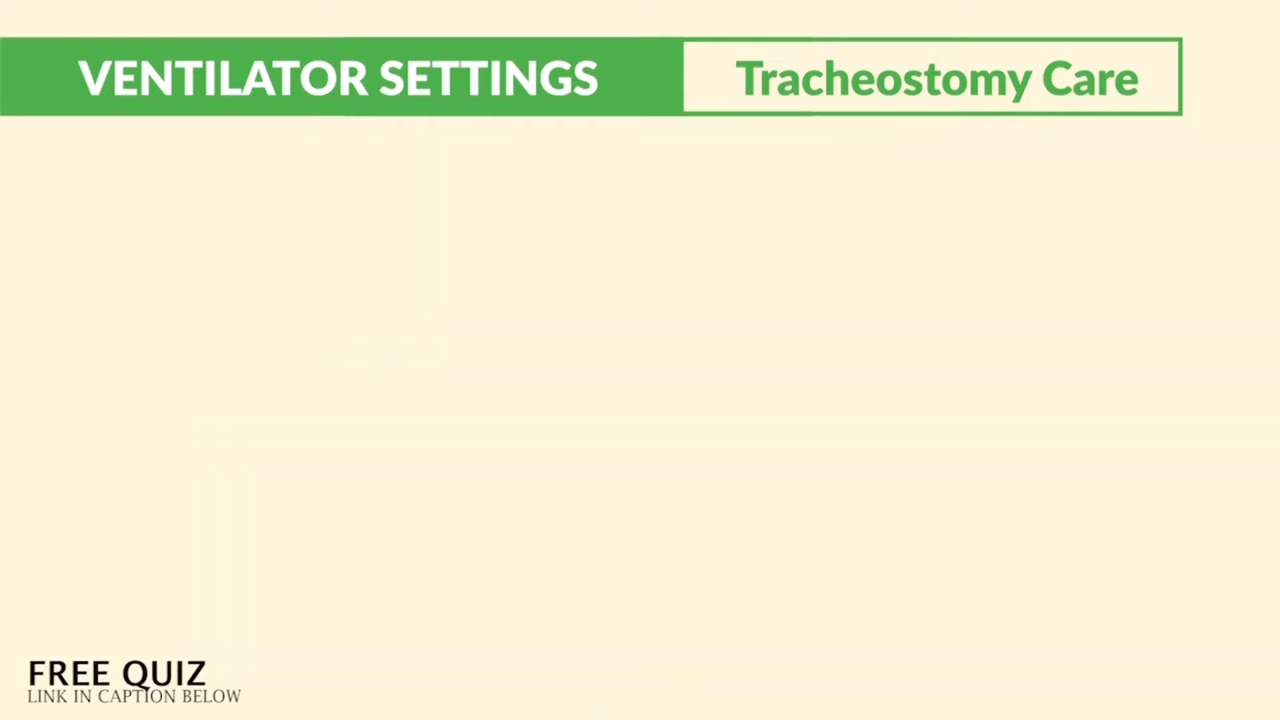 VENTILATOR SETTINGS Tracheostomy Care
FREE QUIZ
LINK IN CAPTION BELOW